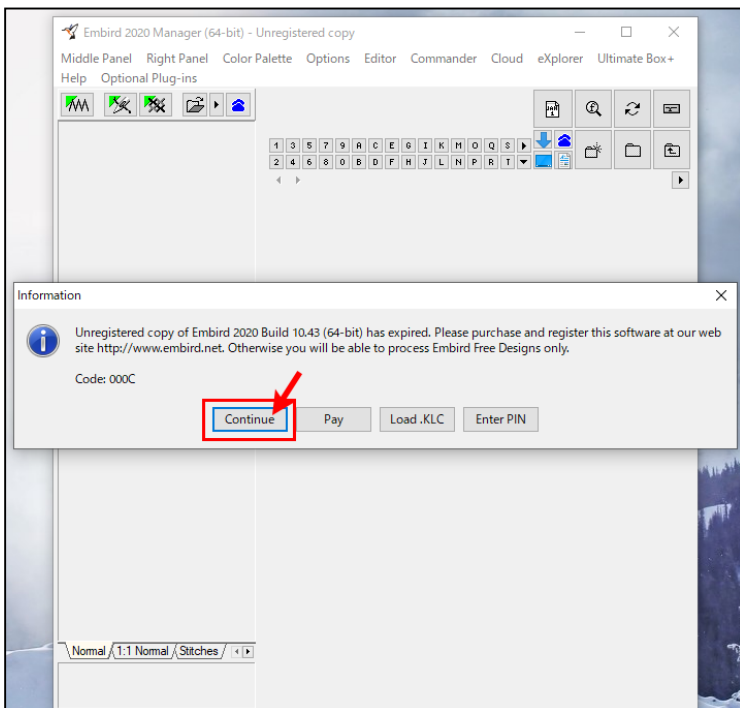 Embird 2020 Manager (64-bit) - Unregistered copy
Middle Panel Right Panel Color Palette Options Editor Commander Cloud eXplorer Ultimate Box+
Help Optional Plug-ins
1 3 5 7 9 A C E G I K M O Q S
2 4 6 8 0 B D F H J L N P R T
Information
Unregistered copy of Embird 2020 Build 10.43 (64-bit) has expired. Please purchase and register this software at our web
site http://www.embird.net. Otherwise you will be able to process Embird Free Designs only.
Code: 000C
Continue Pay Load .KLC Enter PIN
Normal 1:1 Normal Stitches